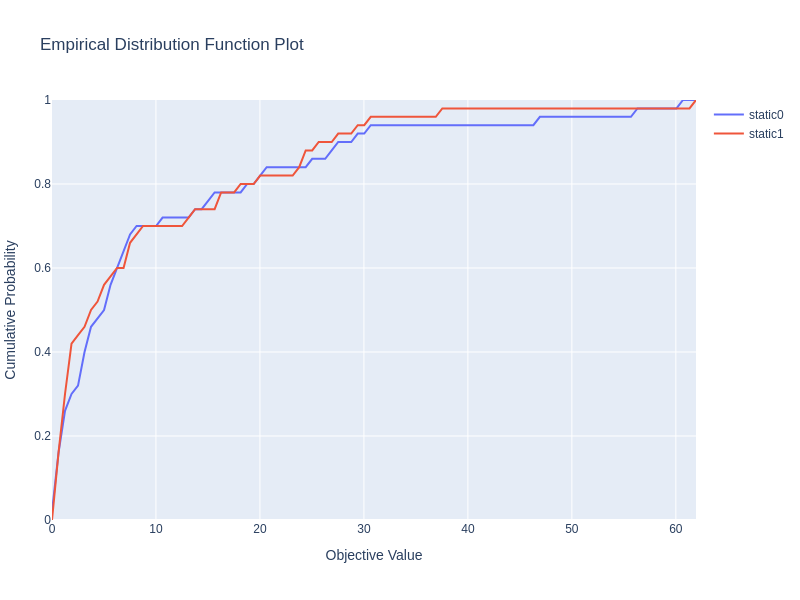 Empirical Distribution Function Plot
static0
static1
Cumulative Probability
1
0.8
0.6
0.4
0.2
0
0 10 20 30 40 50 60
Objective Value